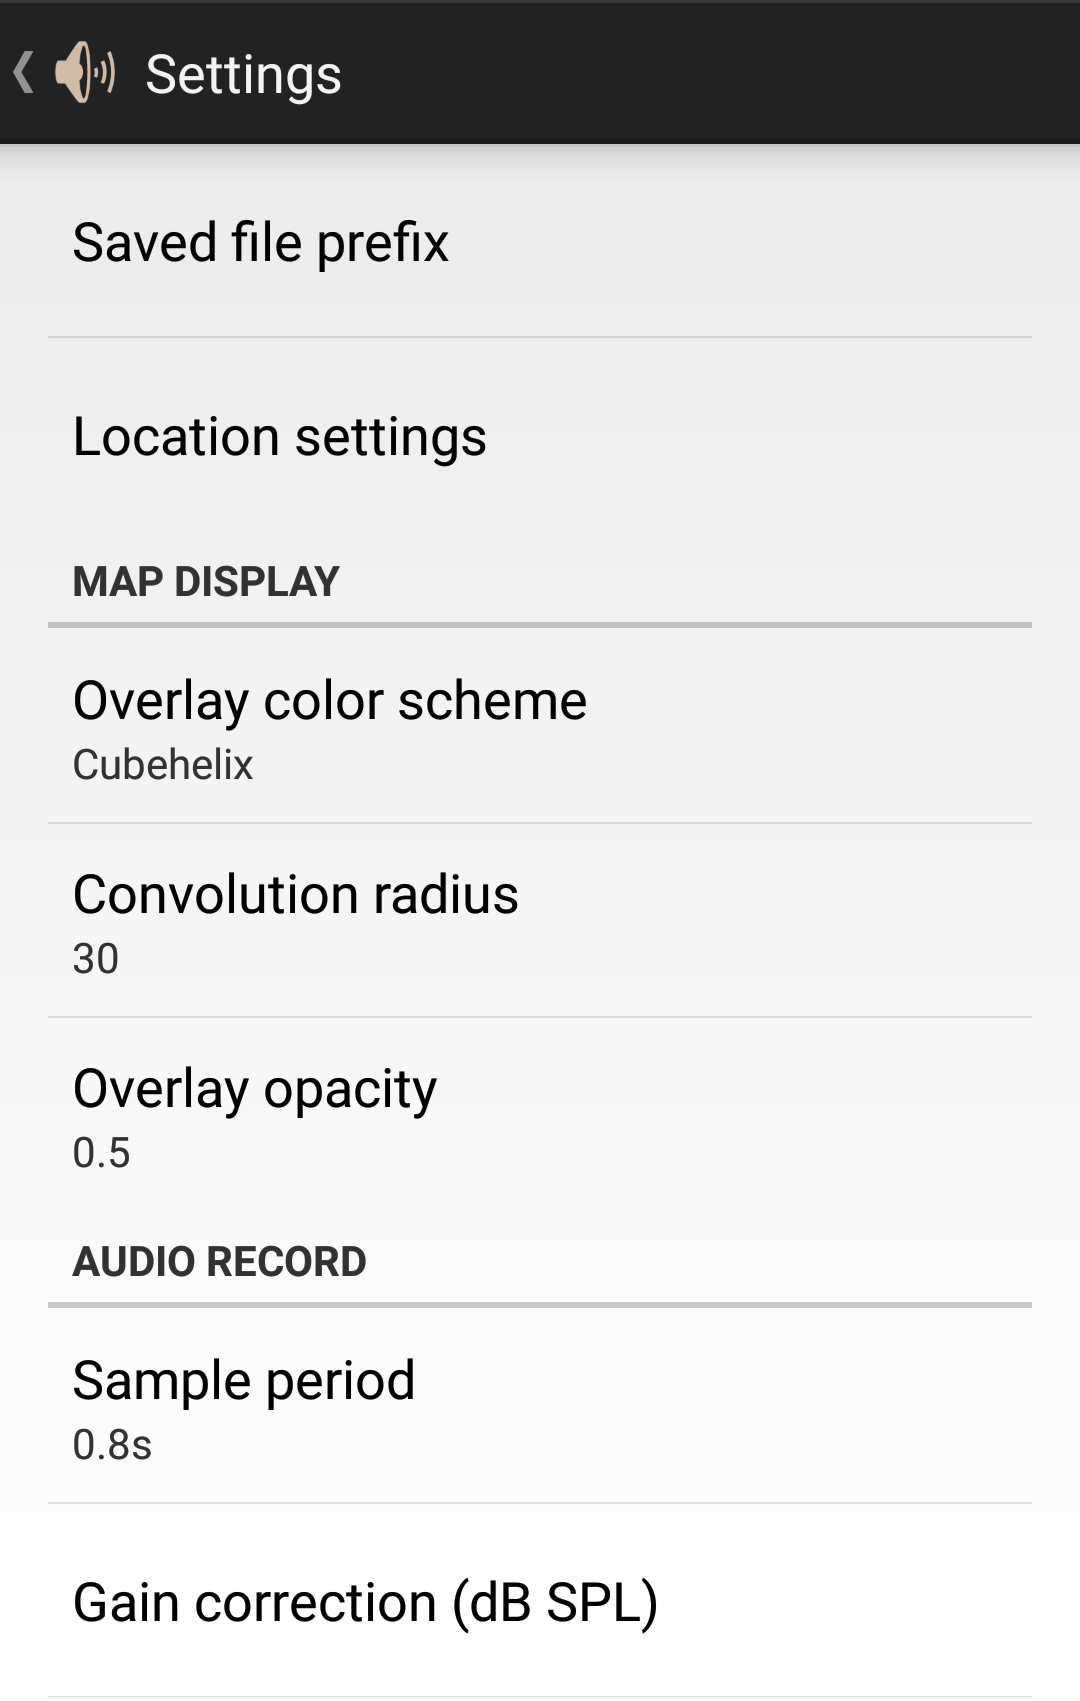 Settings
Saved file prefix
Location settings
MAP DISPLAY
Overlay color scheme
Cubehelix
Convolution radius
30
Overlay opacity
0.5
AUDIO RECORD
Sample period
0.8s
Gain correction (dB SPL)